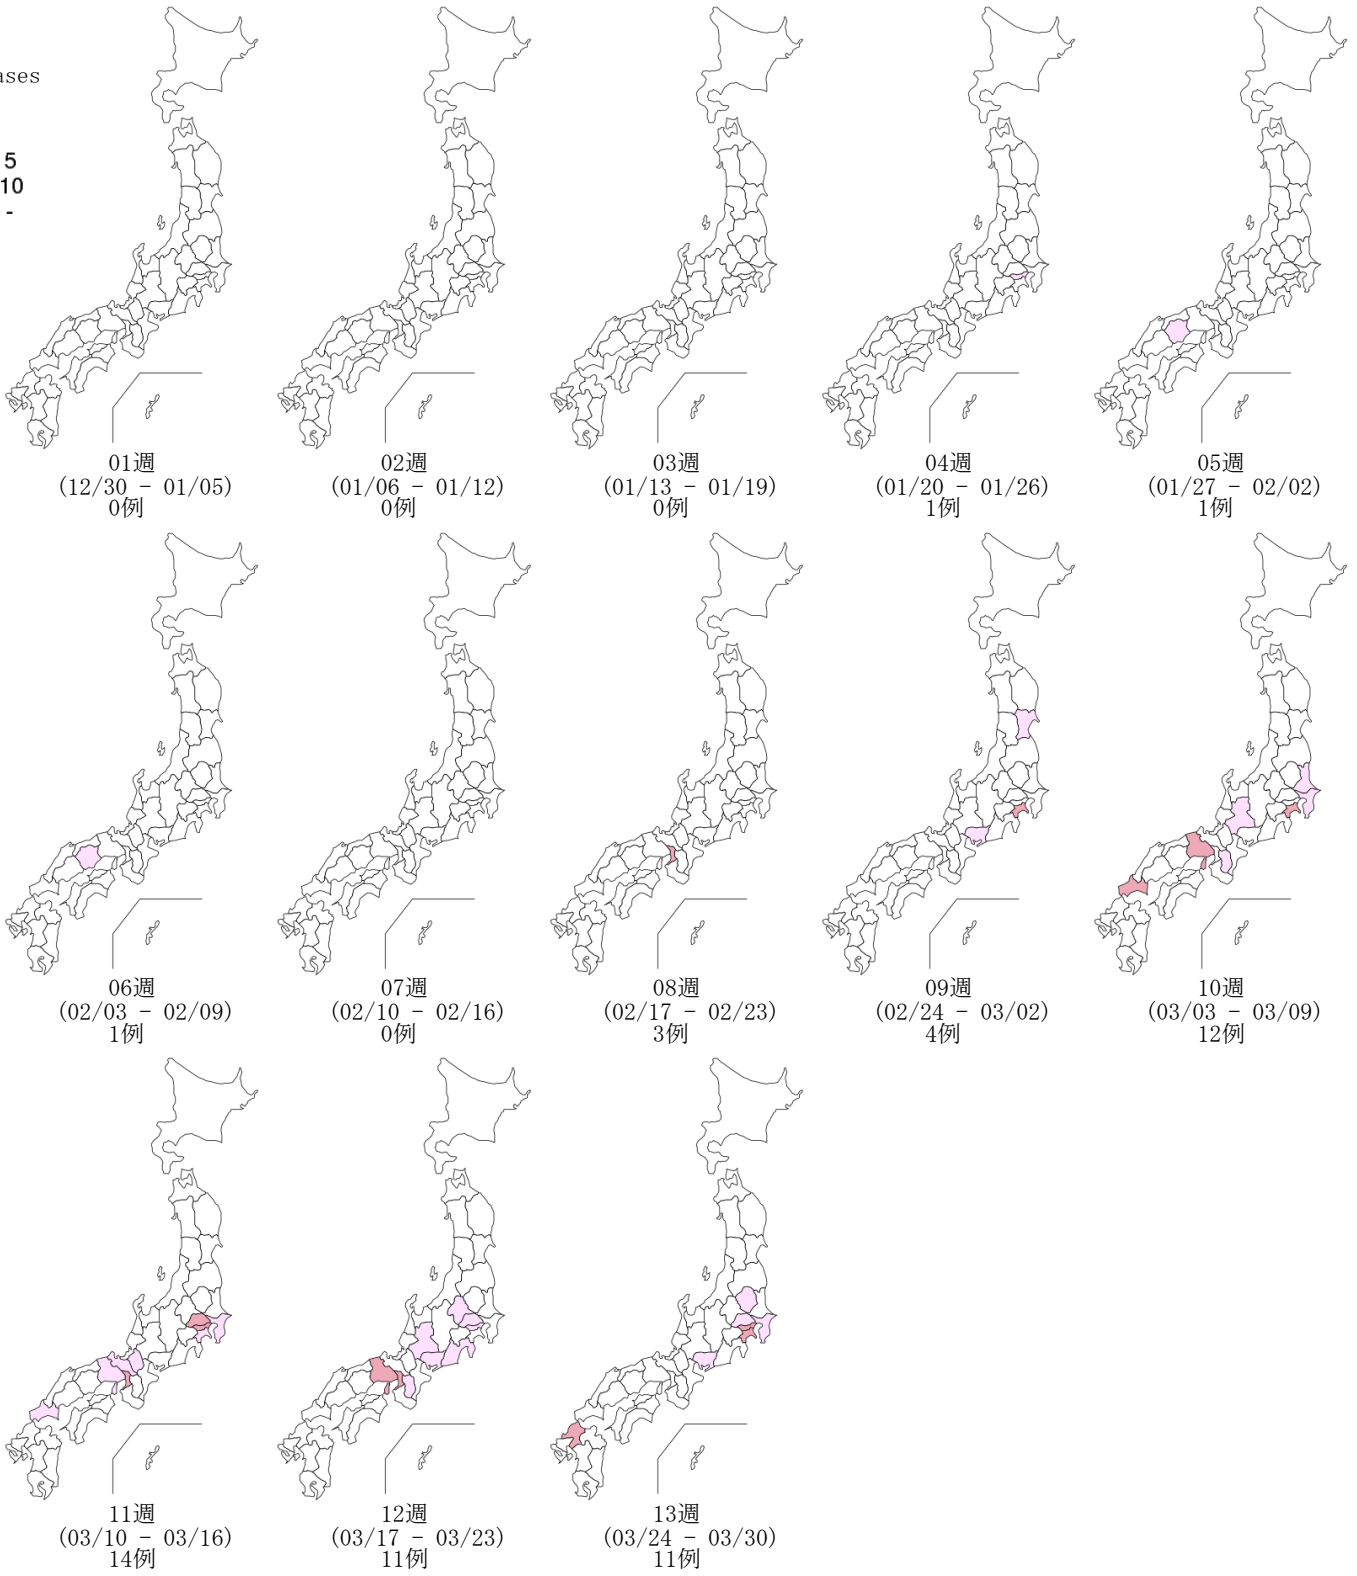 ases
5
10
-
01週
(12/30 - 01/05)
0例
02週
(01/06 - 01/12)
0例
03週
(01/13 - 01/19)
0例
04週
(01/20 - 01/26)
1例
05週
(01/27 - 02/02)
1例
06週
(02/03 - 02/09)
1例
07週
(02/10 - 02/16)
0例
08週
(02/17 - 02/23)
3例
09週
(02/24 - 03/02)
4例
10週
(03/03 - 03/09)
12例
11週
(03/10 - 03/16)
14例
12週
(03/17 - 03/23)
11例
13週
(03/24 - 03/30)
11例